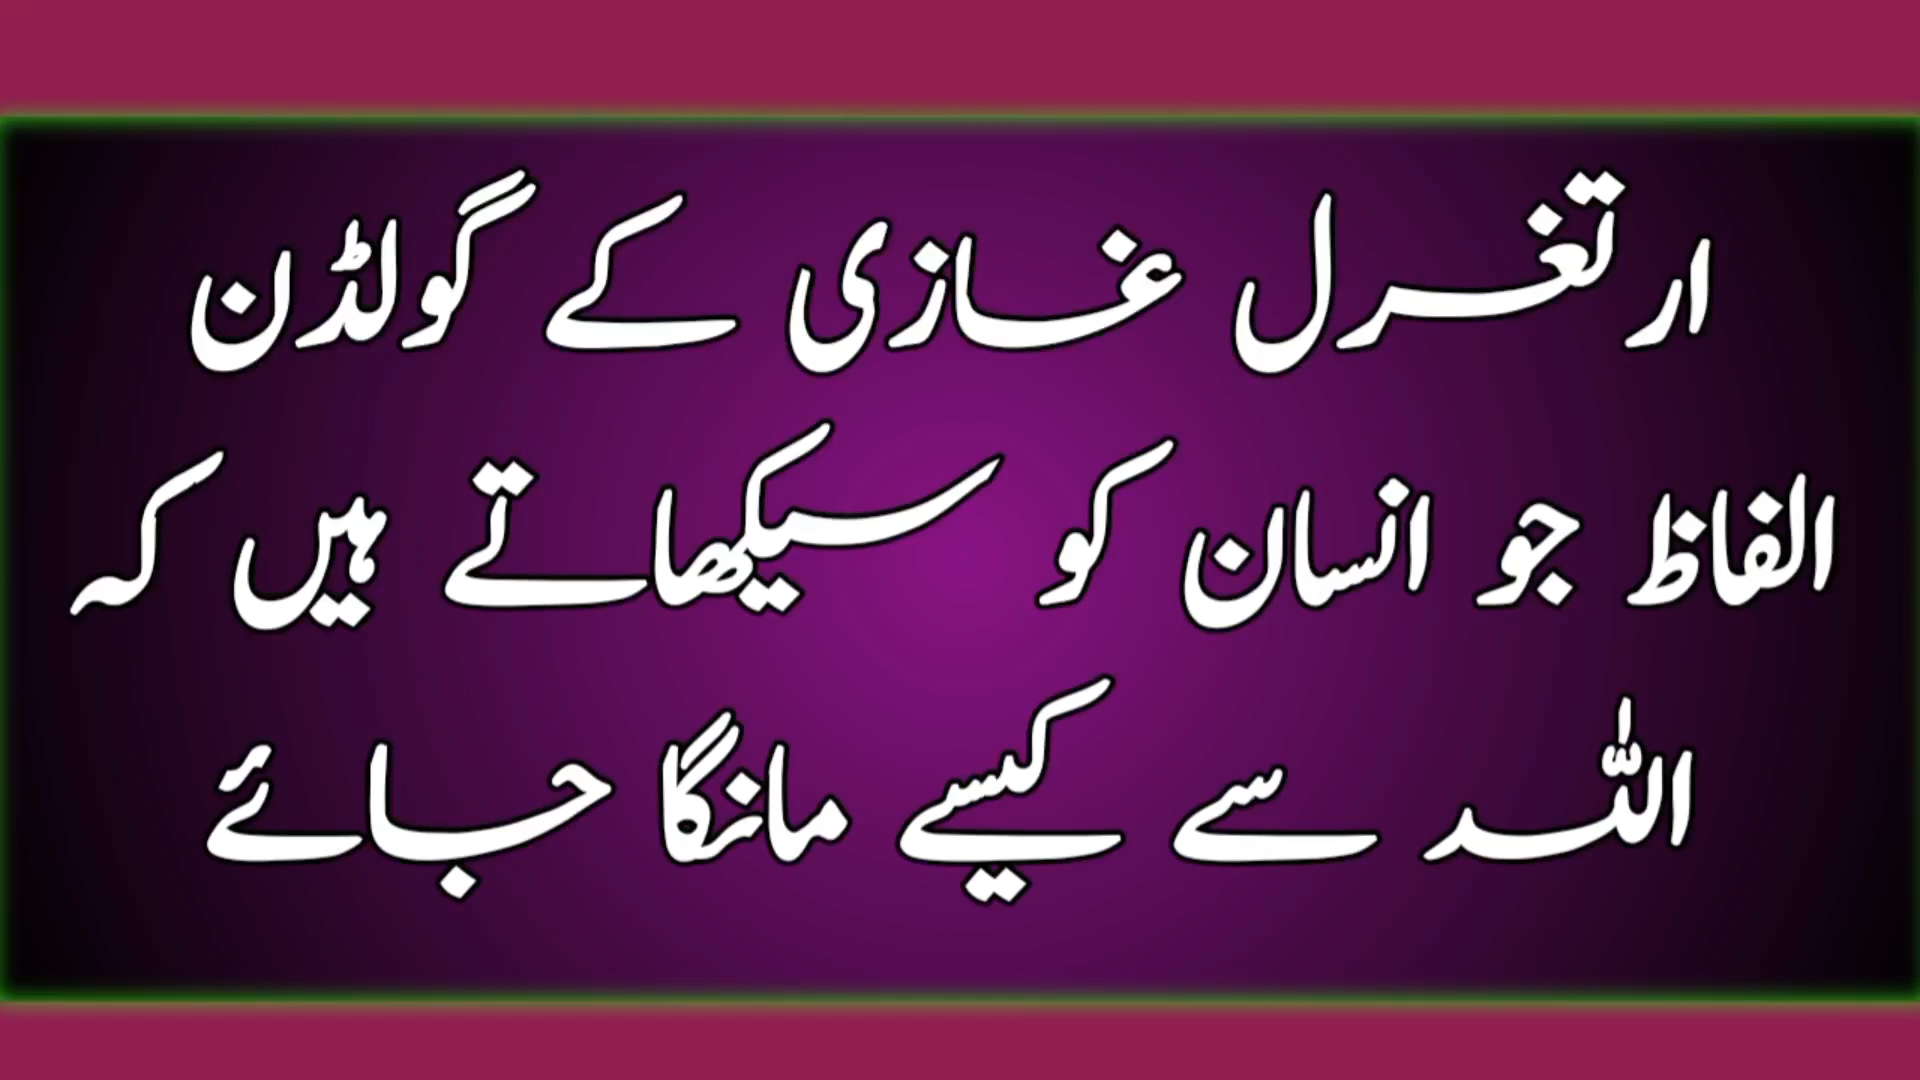 ارتغرل غازی کے گولڈن
الفاظ جو انسان کو سیکھاتے ہیں کہ
اللہ سے کیسے مانگا جائے